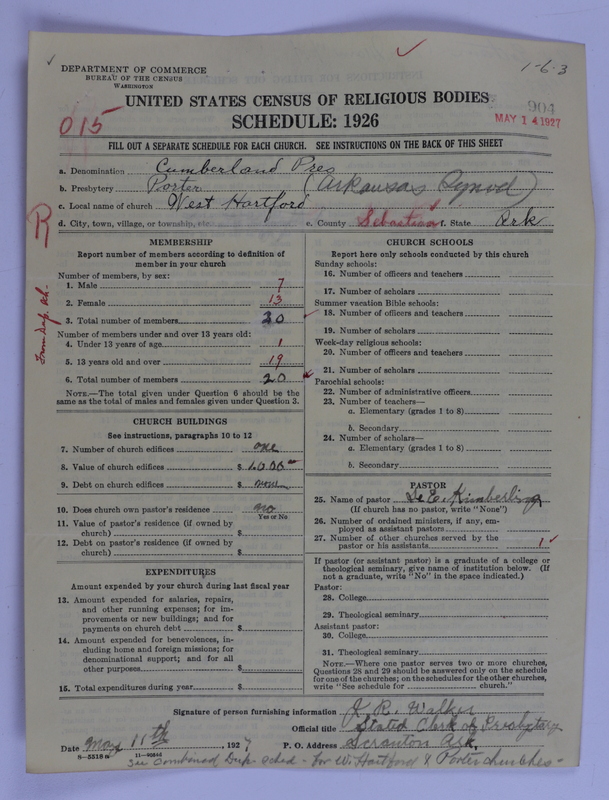 1-6-3
DEPARTMENT OF COMMERCE
BUREAU OF THE CENSUS
WASHINGTON
UNITED STATES CENSUS OF RELIGIOUS BODIES
904
SCHEDULE: 1926
MAY 14 1927
015
FILL OUT A SEPARATE SCHEDULE FOR EACH CHURCH. SEE INSTRUCTIONS ON THE BACK OF THIS SHEET
a. Denomination Cumberland Pres
b. Presbytery Porter (Arkansas Synod)
c. Local name of church West Hartford
d. City, town, village, or township, etc. e. County Sebastian f. State Ark
R
MEMBERSHIP
Report number of members according to definition of
member in your church
Number of members, by sex:
1. Male 7
2. Female 13
3. Total number of members 20
Number of members under and over 13 years old:
4. Under 13 years of age 1
5. 13 years old and over 19
6. Total number of members 20
NOTE.—The total given under Question 6 should be
same as the total of males and females given under Question 3.
CHURCH BUILDINGS
See instructions, paragraphs 10 to 12
7. Number of church edifices one
8. Value of church edifices $ 1000
9. Debt on church edifices $ none
10. Does church own pastor's residence? no
Yes or No
11. Value of pastor's residence (if owned by
church) $
12. Debt on pastor's residence (if owned by
church) $
EXPENDITURES
Amount expended by your church during last fiscal year
13. Amount expended for salaries, repairs,
and other running expenses; for im-
provements or new buildings; and for
payments on church debt $
14. Amount expended for benevolences, in-
cluding home and foreign missions; for
denominational support; and for all
other purposes $
15. Total expenditures during year $
CHURCH SCHOOLS
Report here only schools conducted by this church
Sunday schools:
16. Number of officers and teachers
17. Number of scholars
Summer vacation Bible schools:
18. Number of officers and teachers
19. Number of scholars
Week-day religious schools:
20. Number of officers and teachers
21. Number of scholars
Parochial schools:
22. Number of administrative officers
23. Number of teachers—
a. Elementary (grades 1 to 8)
b. Secondary
24. Number of scholars—
a. Elementary (grades 1 to 8)
b. Secondary
PASTOR
25. Name of pastor Kimberling
(If church has no pastor, write "None")
26. Number of ordained ministers, if any, em-
ployed as assistant pastors
27. Number of other churches served by the
pastor or his assistants 1
If pastor (or assistant pastor) is a graduate of a college or
theological seminary, give name of institution below. (If
not a graduate, write "No" in the space indicated.)
Pastor:
28. College
29. Theological seminary
Assistant pastor:
30. College
31. Theological seminary
NOTE.—Where one pastor serves two or more churches,
Questions 28 and 29 should be answered only on the schedule
for one of the churches; on the schedules for the other churches,
write "See schedule for church."
Signature of person furnishing information J. R. Walker
Official title Stated Clerk of Presbytery
Date May 11th, 1927 P. O. Address Scranton Ark.
8-5518 a
See Combined Dup. sched - for W. Hartford & Porter churches-